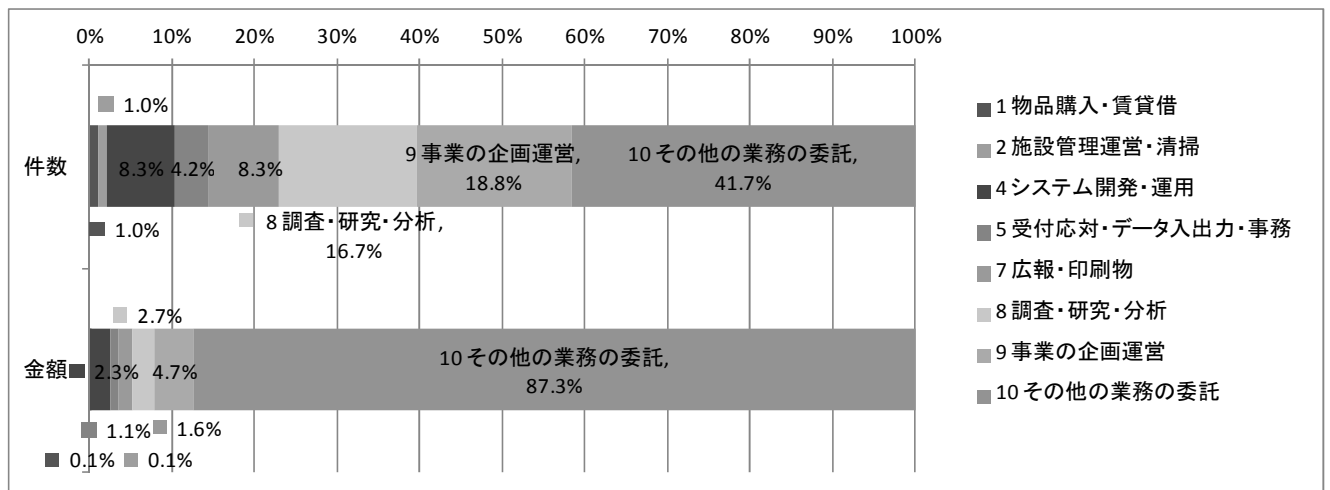 0% 10% 20% 30% 40% 50% 60% 70% 80% 90% 100%
1.0%
件数
8.3% 4.2% 8.3%
9 事業の企画運営,
18.8%
10 その他の業務の委託,
41.7%
1.0%
8 調査・研究・分析,
16.7%
2.7%
金額
2.3% 4.7%
10 その他の業務の委託,
87.3%
1.1% 1.6%
0.1% 0.1%
1 物品購入・賃貸借
2 施設管理運営・清掃
4 システム開発・運用
5 受付応対・データ入出力・事務
7 広報・印刷物
8 調査・研究・分析
9 事業の企画運営
10 その他の業務の委託